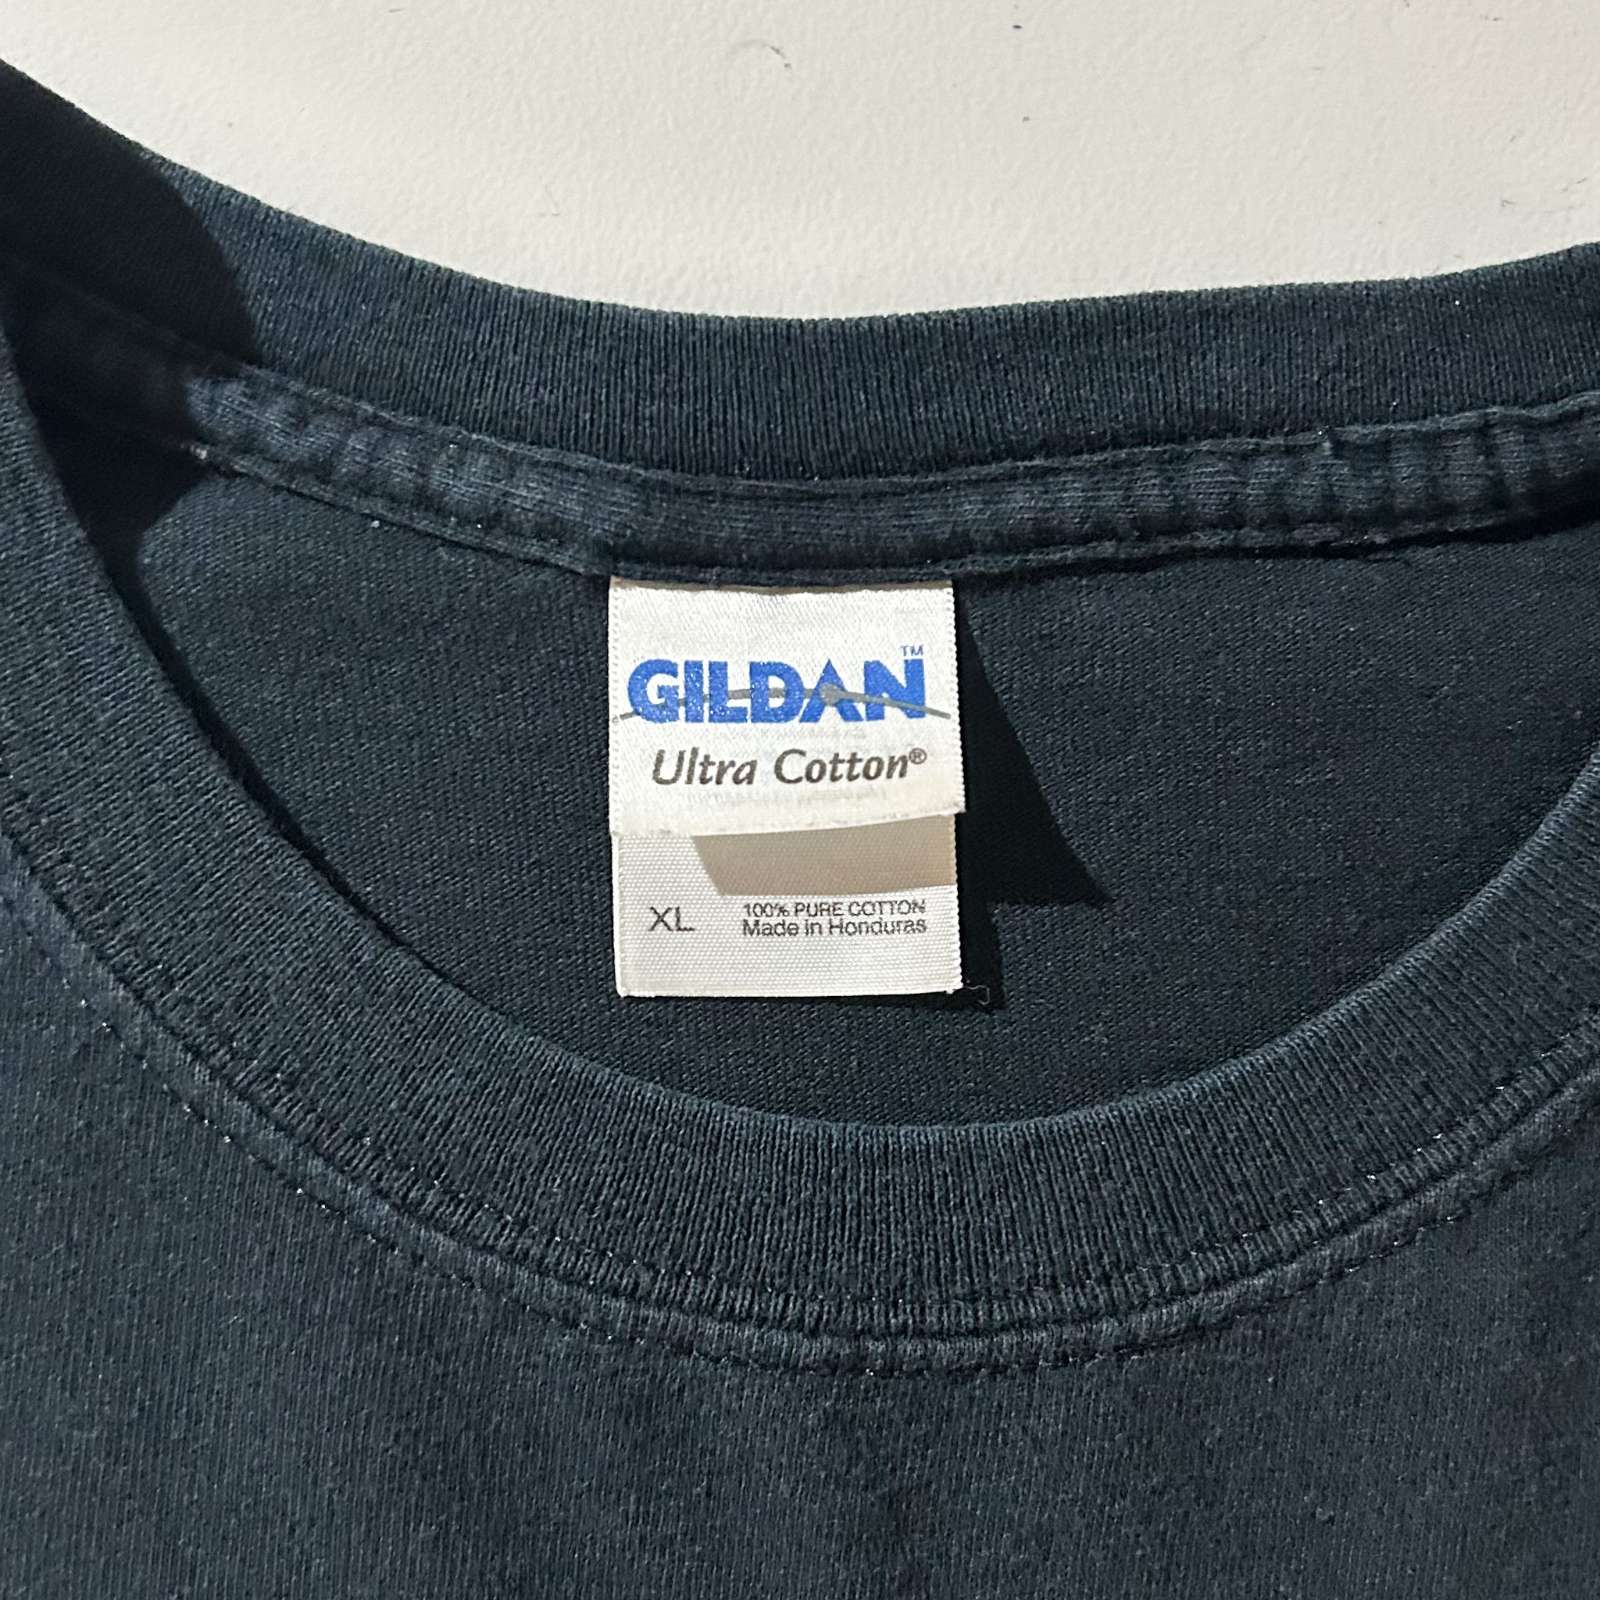 GILDAN™
Ultra Cotton®
XL
100% PURE COTTON
Made in Honduras